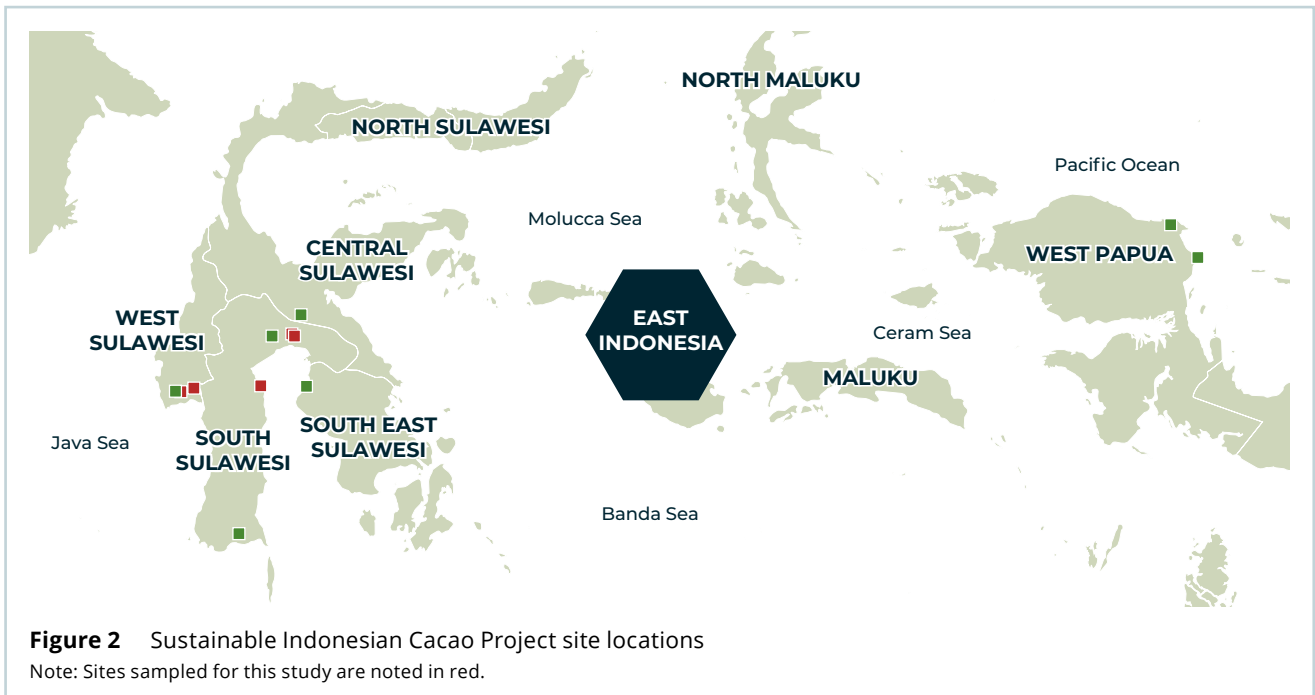 NORTH MALUKU
NORTH SULAWESI
Pacific Ocean
Molucca Sea
CENTRAL
SULAWESI
WEST PAPUA
WEST
SULAWESI
EAST
INDONESIA
Ceram Sea
MALUKU
Java Sea
SOUTH
SULAWESI
SOUTH EAST
SULAWESI
Banda Sea
Figure 2 Sustainable Indonesian Cacao Project site locations
Note: Sites sampled for this study are noted in red.